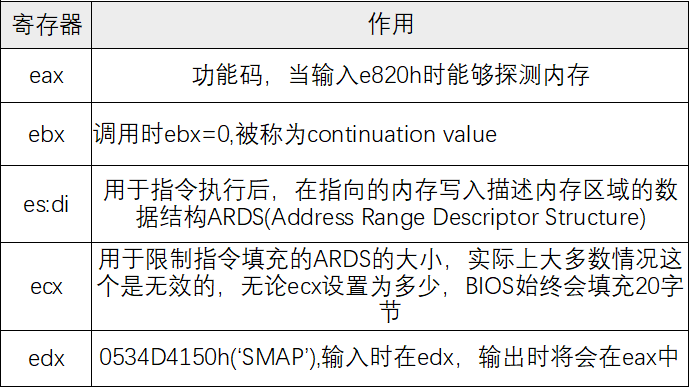 寄存器 作用
eax 功能码，当输入e820h时能够探测内存
ebx 调用时ebx=0,被称为continuation value
es:di 用于指令执行后，在指向的内存写入描述内存区域的数
据结构ARDS(Address Range Descriptor Structure)
用于限制指令填充的ARDS的大小，实际上大多数情况这
ecx 个是无效的，无论ecx设置为多少，BIOS始终会填充20字
节
edx 0534D4150h(‘SMAP’),输入时在edx，输出时将会在eax中